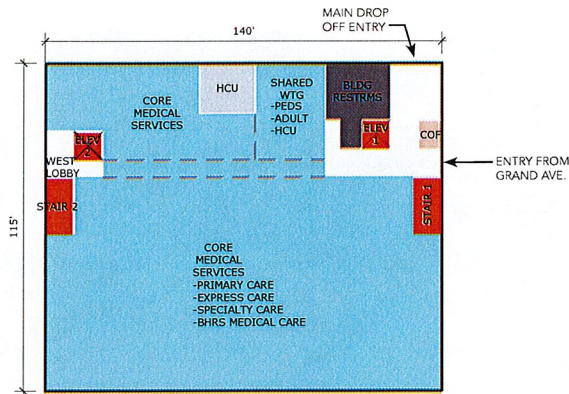 MAIN DROP
OFF ENTRY
140'
HCU
SHARED
WTG
-PEDS
-ADULT
-HCU
BLDG
RESTRMS
CORE
MEDICAL
SERVICES
ELEV
2
ELEV
1
COF
WEST
LOBBY
ENTRY FROM
GRAND AVE.
STAIR 2
STAIR 1
115'
CORE
MEDICAL
SERVICES
-PRIMARY CARE
-EXPRESS CARE
-SPECIALTY CARE
-BHRS MEDICAL CARE